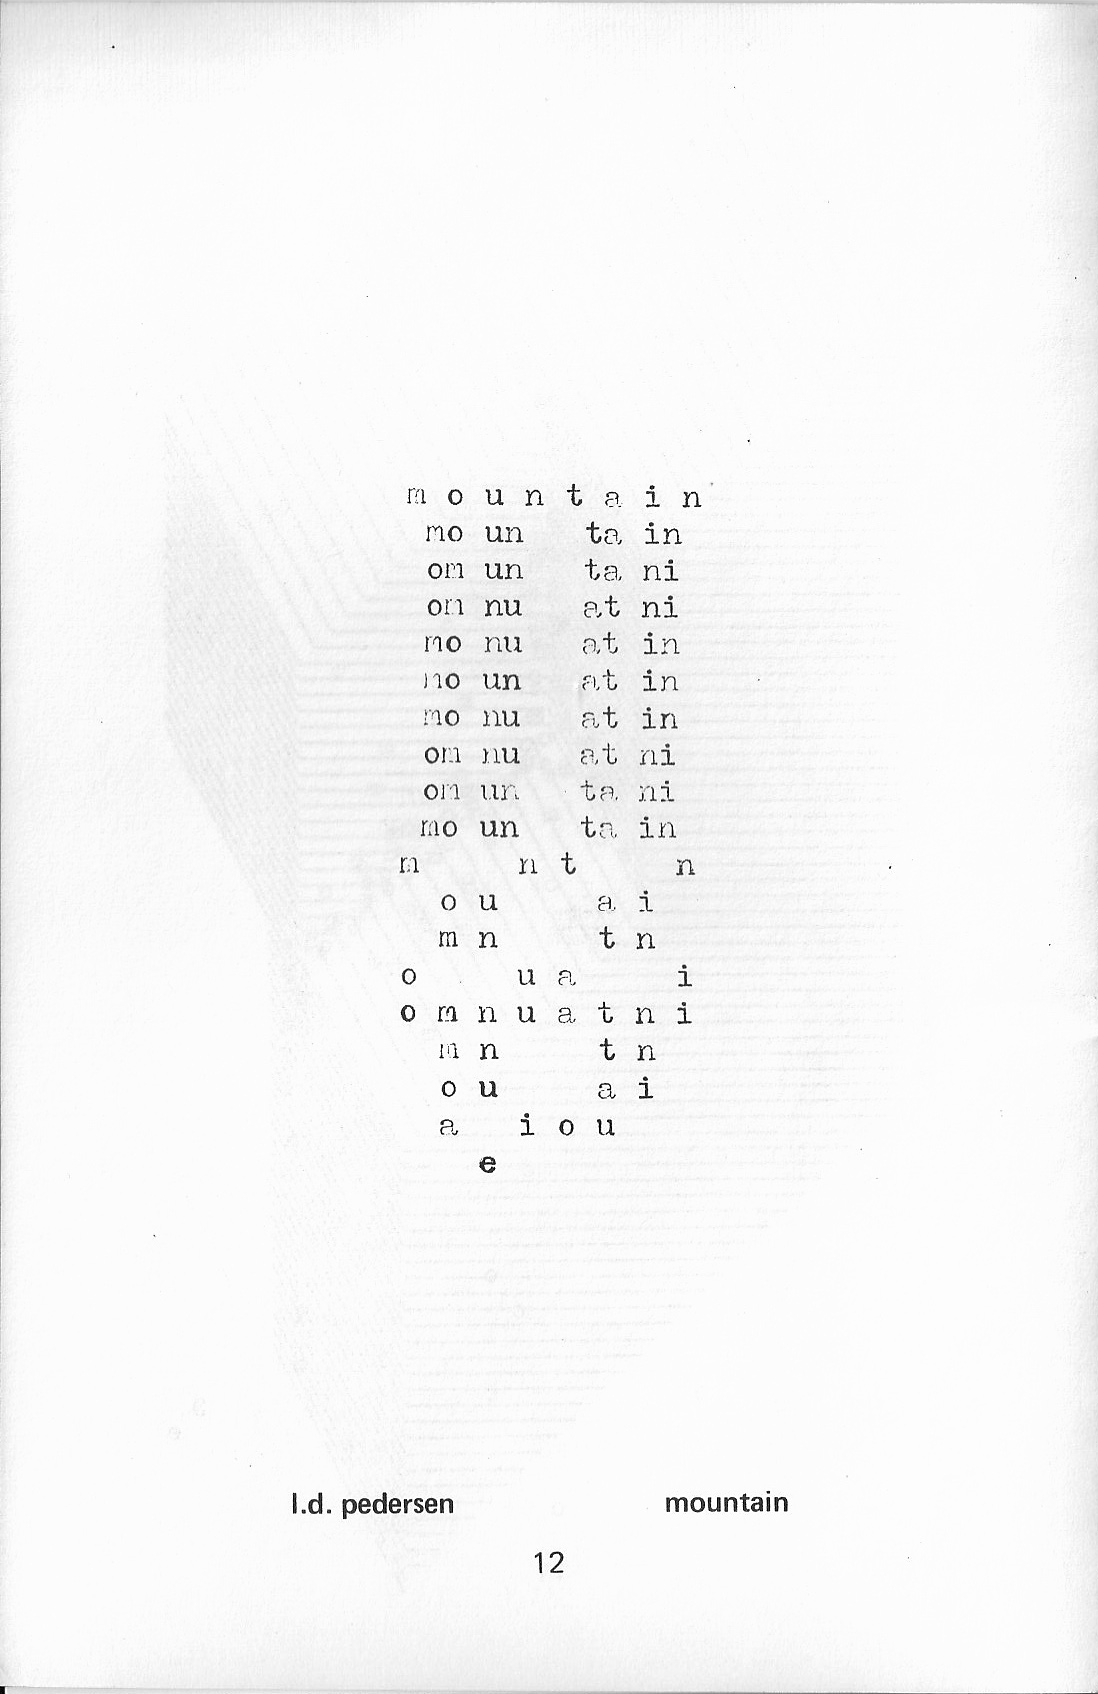 m o u n t a i n
mo un ta in
om un ta ni
om nu at ni
mo nu at in
mo un at in
mo nu at in
om nu at ni
om un ta ni
mo un ta in
m n t n
o u a i
m n t n
o u a i
o m n u a t n i
m n t n
o u a i
a i o u
e
l.d. pedersen mountain
12